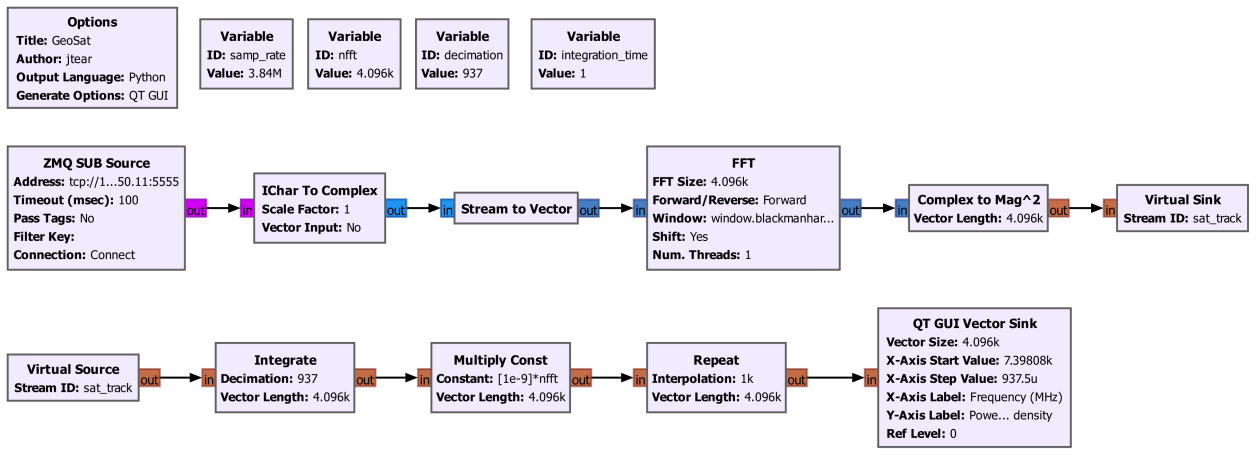 Options
Title: GeoSat
Author: jtear
Output Language: Python
Generate Options: QT GUI
Variable
ID: samp_rate
Value: 3.84M
Variable
ID: nfft
Value: 4.096k
Variable
ID: decimation
Value: 937
Variable
ID: integration_time
Value: 1
ZMQ SUB Source
Address: tcp://1...50.11:5555
Timeout (msec): 100
Pass Tags: No
Filter Key:
Connection: Connect
out
in
IChar To Complex
Scale Factor: 1
Vector Input: No
out
in
Stream to Vector
out
in
FFT
FFT Size: 4.096k
Forward/Reverse: Forward
Window: window.blackmanhar...
Shift: Yes
Num. Threads: 1
out
in
Complex to Mag^2
Vector Length: 4.096k
out
in
Virtual Sink
Stream ID: sat_track
Virtual Source
Stream ID: sat_track
out
in
Integrate
Decimation: 937
Vector Length: 4.096k
out
in
Multiply Const
Constant: [1e-9]*nfft
Vector Length: 4.096k
out
in
Repeat
Interpolation: 1k
Vector Length: 4.096k
out
in
QT GUI Vector Sink
Vector Size: 4.096k
X-Axis Start Value: 7.39808k
X-Axis Step Value: 937.5u
X-Axis Label: Frequency (MHz)
Y-Axis Label: Powe... density
Ref Level: 0